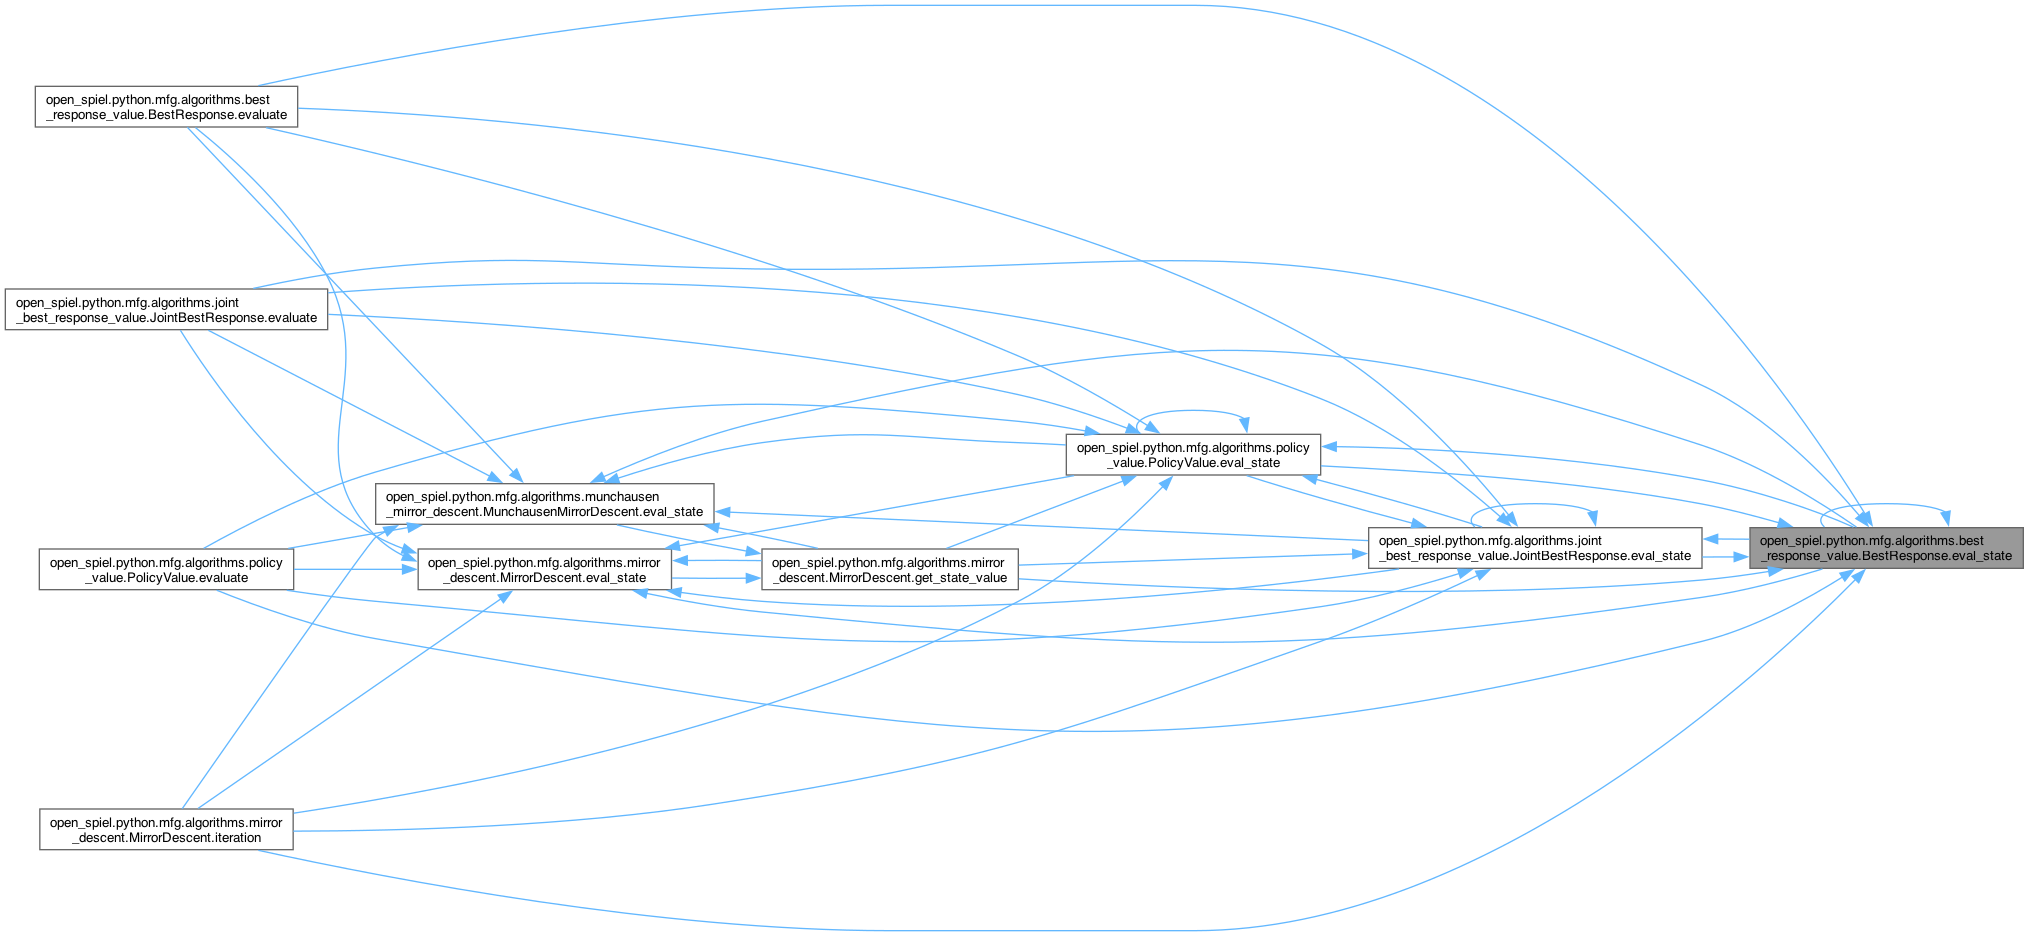 open_spiel.python.mfg.algorithms.best
_response_value.BestResponse.evaluate
open_spiel.python.mfg.algorithms.joint
_best_response_value.JointBestResponse.evaluate
open_spiel.python.mfg.algorithms.policy
_value.PolicyValue.eval_state
open_spiel.python.mfg.algorithms.munchausen
_mirror_descent.MunchausenMirrorDescent.eval_state
open_spiel.python.mfg.algorithms.policy
_value.PolicyValue.evaluate
open_spiel.python.mfg.algorithms.mirror
_descent.MirrorDescent.eval_state
open_spiel.python.mfg.algorithms.mirror
_descent.MirrorDescent.get_state_value
open_spiel.python.mfg.algorithms.joint
_best_response_value.JointBestResponse.eval_state
open_spiel.python.mfg.algorithms.best
_response_value.BestResponse.eval_state
open_spiel.python.mfg.algorithms.mirror
_descent.MirrorDescent.iteration